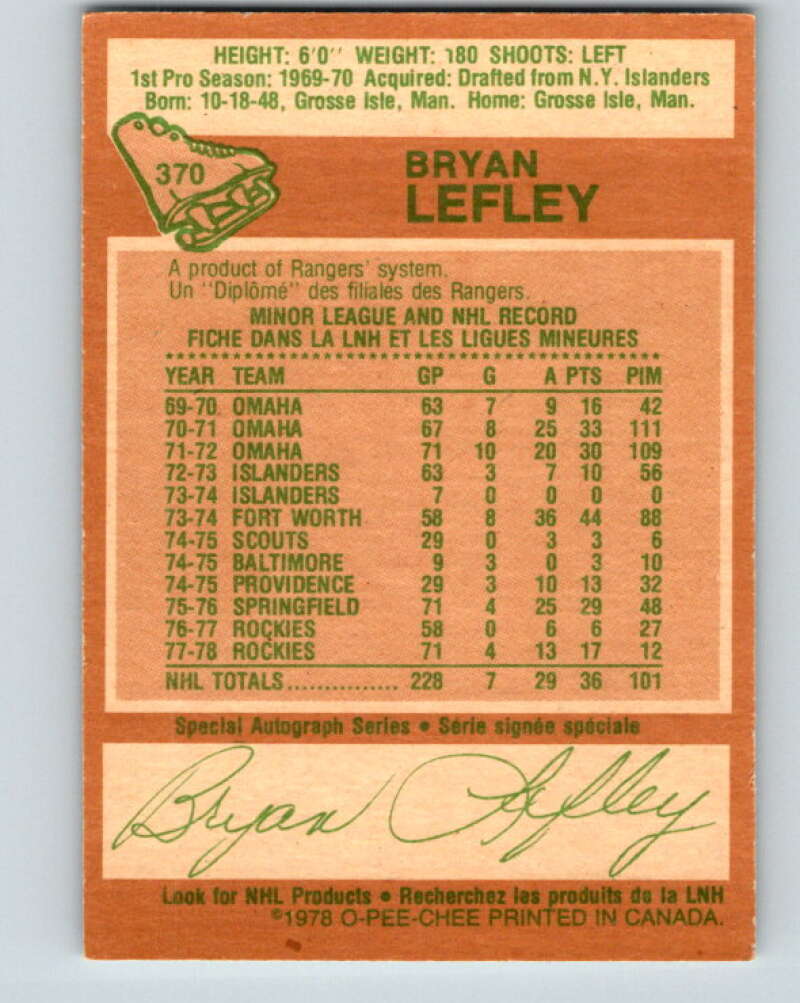 HEIGHT: 6'0'' WEIGHT: 180 SHOOTS: LEFT
1st Pro Season: 1969-70 Acquired: Drafted from N.Y. Islanders
Born: 10-18-48, Grosse Isle, Man. Home: Grosse Isle, Man.
370
BRYAN
LEFLEY
A product of Rangers' system.
Un "Diplômé" des filiales des Rangers.
MINOR LEAGUE AND NHL RECORD
FICHE DANS LA LNH ET LES LIGUES MINEURES
YEAR TEAM GP G A PTS PIM
69-70 OMAHA 63 7 9 16 42
70-71 OMAHA 67 8 25 33 111
71-72 OMAHA 71 10 20 30 109
72-73 ISLANDERS 63 3 7 10 56
73-74 ISLANDERS 7 0 0 0 0
73-74 FORT WORTH 58 8 36 44 88
74-75 SCOUTS 29 0 3 3 6
74-75 BALTIMORE 9 3 0 3 10
74-75 PROVIDENCE 29 3 10 13 32
75-76 SPRINGFIELD 71 4 25 29 48
76-77 ROCKIES 58 0 6 6 27
77-78 ROCKIES 71 4 13 17 12
NHL TOTALS............... 228 7 29 36 101
Special Autograph Series • Série signée spéciale
Bryan Lefley
Look for NHL Products • Recherchez les produits de la LNH
©1978 O-PEE-CHEE PRINTED IN CANADA.